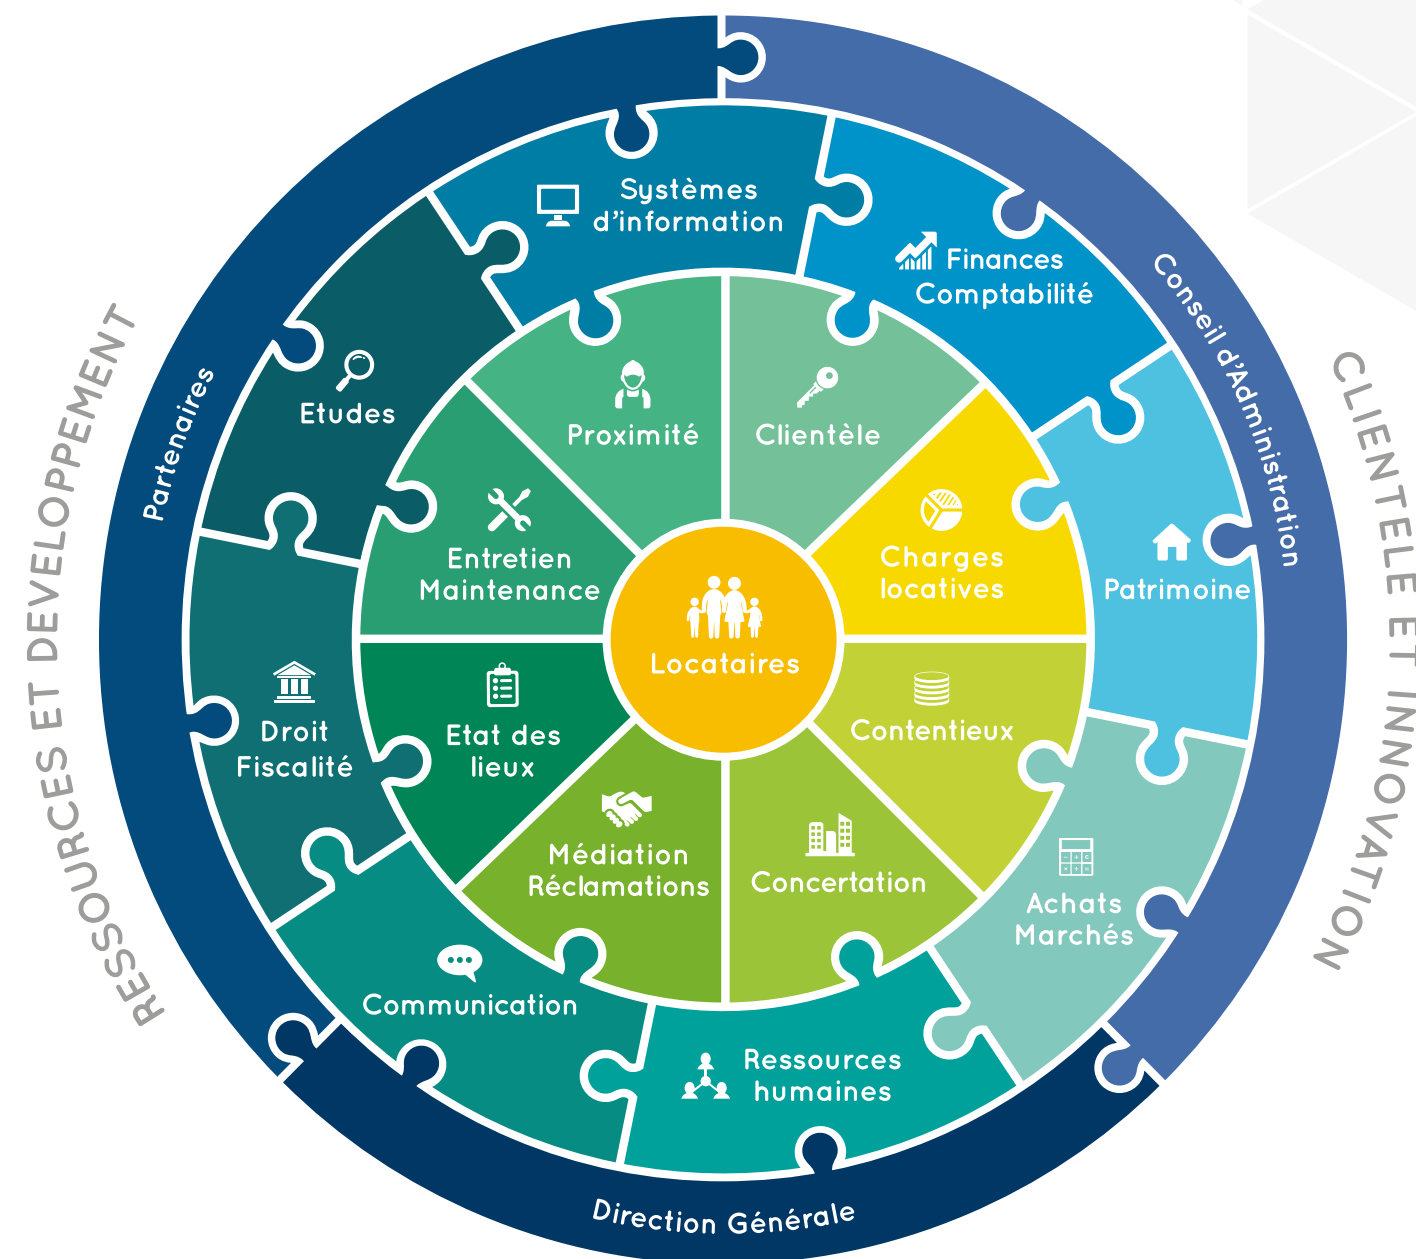 Systèmes
d'information
Finances
Comptabilité
Conseil d'Administration
CLIENTELE ET INNOVATION
RESSOURCES ET DEVELOPPEMENT
Partenaires
Etudes
Proximité
Clientèle
Entretien
Maintenance
Charges
locatives
Patrimoine
Locataires
Droit
Fiscalité
Etat des
lieux
Contentieux
Médiation
Réclamations
Concertation
Achats
Marchés
Communication
Ressources
humaines
Direction Générale